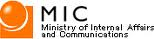 MIC
Ministry of Internal Affairs
and Communications